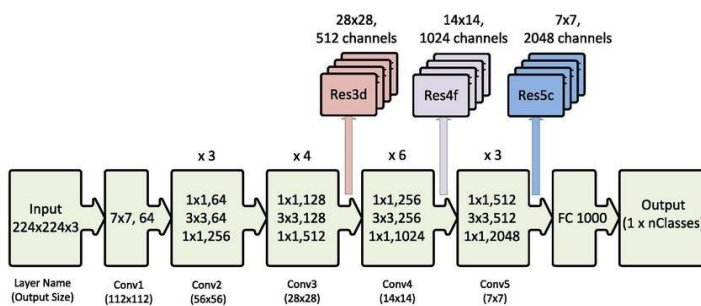 28x28,
512 channels
14x14,
1024 channels
7x7,
2048 channels
Res3d
Res4f
Res5c
x 3
x 4
x 6
x 3
Input
224x224x3
7x7, 64
1x1,64
3x3,64
1x1,256
1x1,128
3x3,128
1x1,512
1x1,256
3x3,256
1x1,1024
1x1,512
3x3,512
1x1,2048
FC 1000
Output
(1 x nClasses)
Layer Name
(Output Size)
Conv1
(112x112)
Conv2
(56x56)
Conv3
(28x28)
Conv4
(14x14)
Conv5
(7x7)